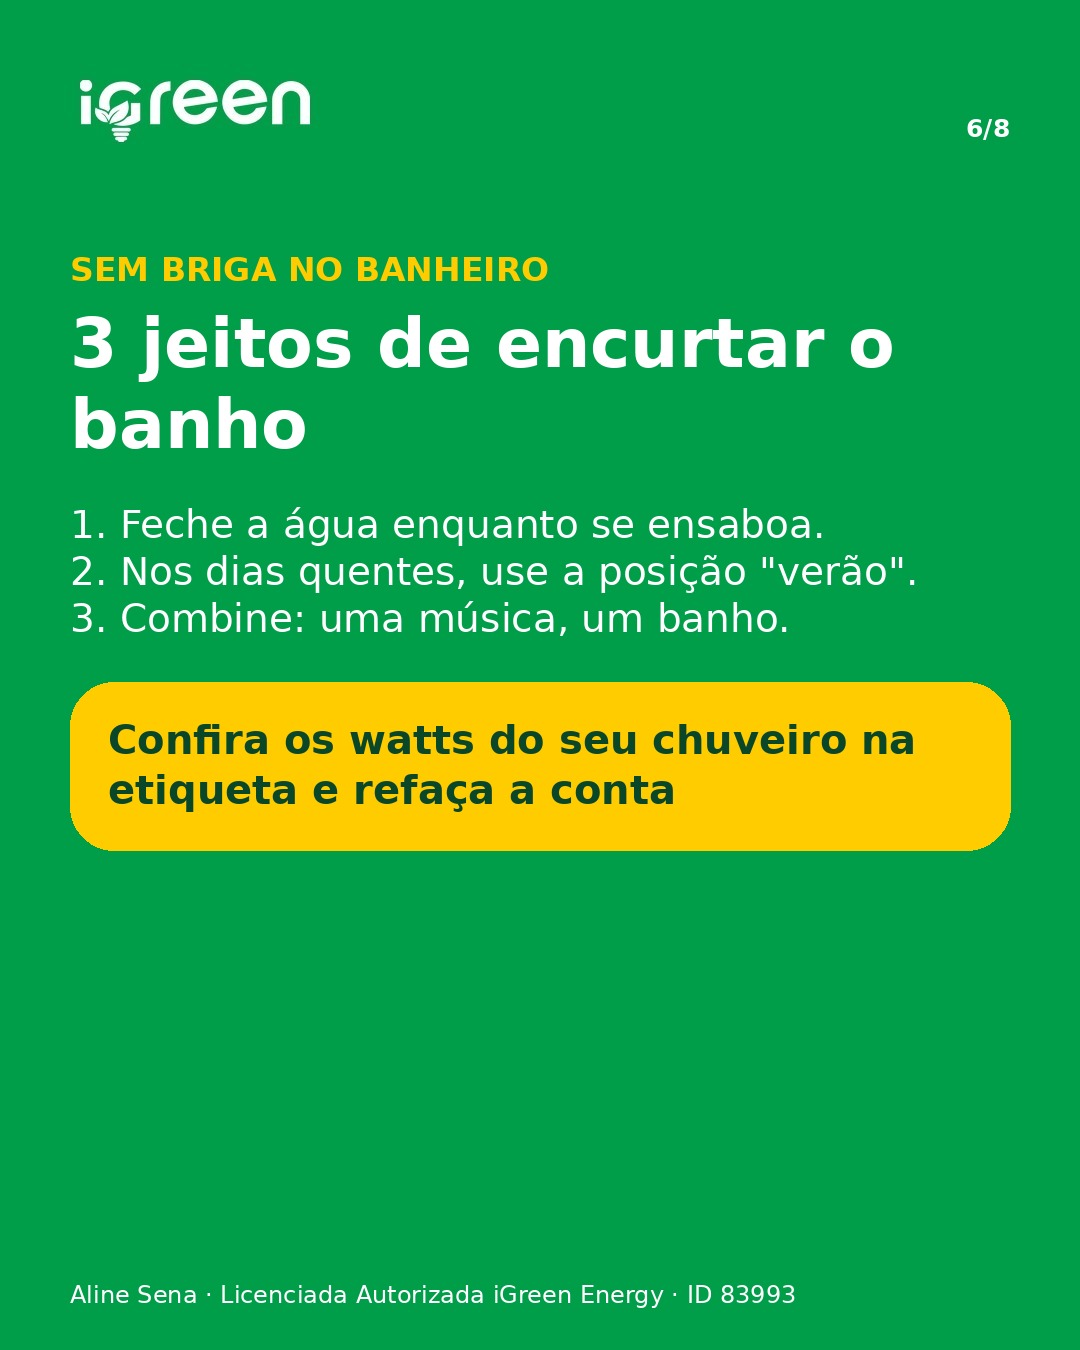 iGreen
6/8
SEM BRIGA NO BANHEIRO
3 jeitos de encurtar o
banho
1. Feche a água enquanto se ensaboa.
2. Nos dias quentes, use a posição "verão".
3. Combine: uma música, um banho.
Confira os watts do seu chuveiro na
etiqueta e refaça a conta
Aline Sena · Licenciada Autorizada iGreen Energy · ID 83993